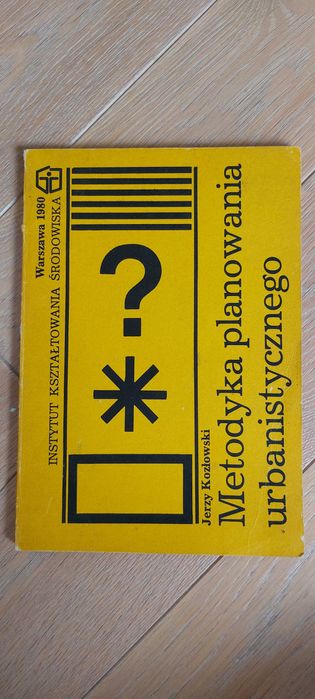 Warszawa 1980
INSTYTUT KSZTAŁTOWANIA ŚRODOWISKA
* ?
Jerzy Kozłowski
Metodyka planowania
urbanistycznego